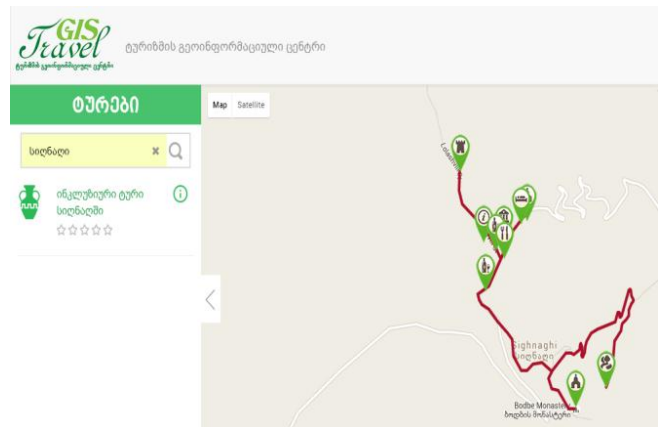 GIS
Travel
ტურიზმის გეოინფორმაციული ცენტრი
ტურიზმის გეოინფორმაციული ცენტრი
ტურები
Map Satellite
სიღნაღი
ინკლუზიური ტური
სიღნაღში
Sighnaghi
სიღნაღი
Bodbe Monastery
ბოდბის მონასტერი